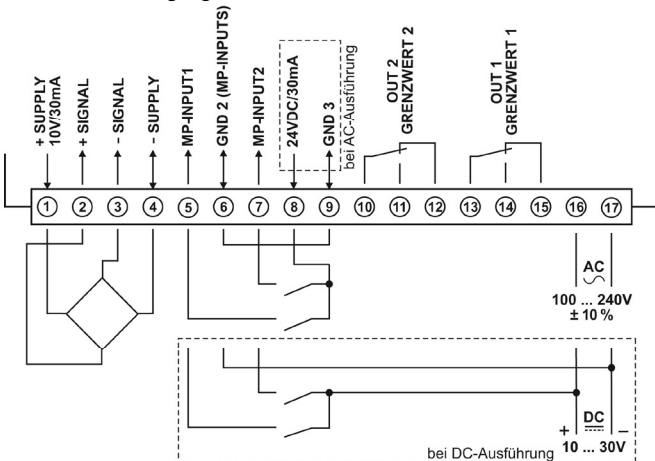 + SUPPLY
10V/30mA
+ SIGNAL
- SIGNAL
- SUPPLY
MP-INPUT1
GND 2 (MP-INPUTS)
MP-INPUT2
24VDC/30mA
GND 3
bei AC-Ausführung
OUT 2
GRENZWERT 2
OUT 1
GRENZWERT 1
1 2 3 4 5 6 7 8 9 10 11 12 13 14 15 16 17
AC
100 ... 240V
± 10 %
DC
+ –
10 ... 30V
bei DC-Ausführung